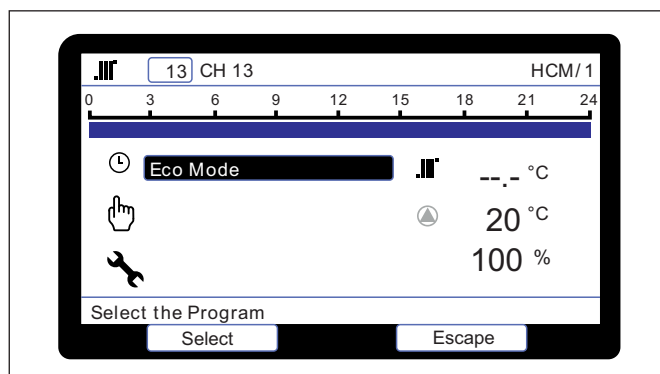 13 CH 13 HCM/1
0 3 6 9 12 15 18 21 24
Eco Mode --.- °C
20 °C
100 %
Select the Program
Select Escape